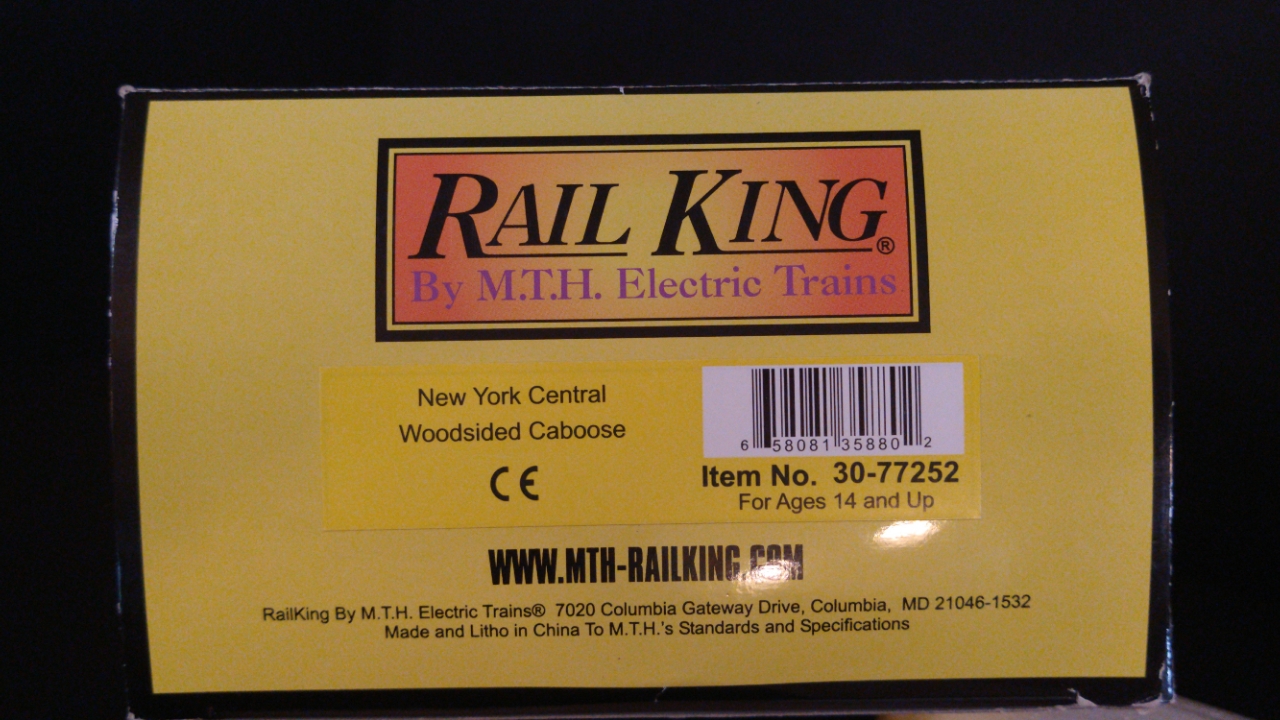 RAIL KING®
By M.T.H. Electric Trains
New York Central
Woodsided Caboose
CE
6 58081 35880 2
Item No. 30-77252
For Ages 14 and Up
WWW.MTH-RAILKING.COM
RailKing By M.T.H. Electric Trains® 7020 Columbia Gateway Drive, Columbia, MD 21046-1532
Made and Litho in China To M.T.H.'s Standards and Specifications